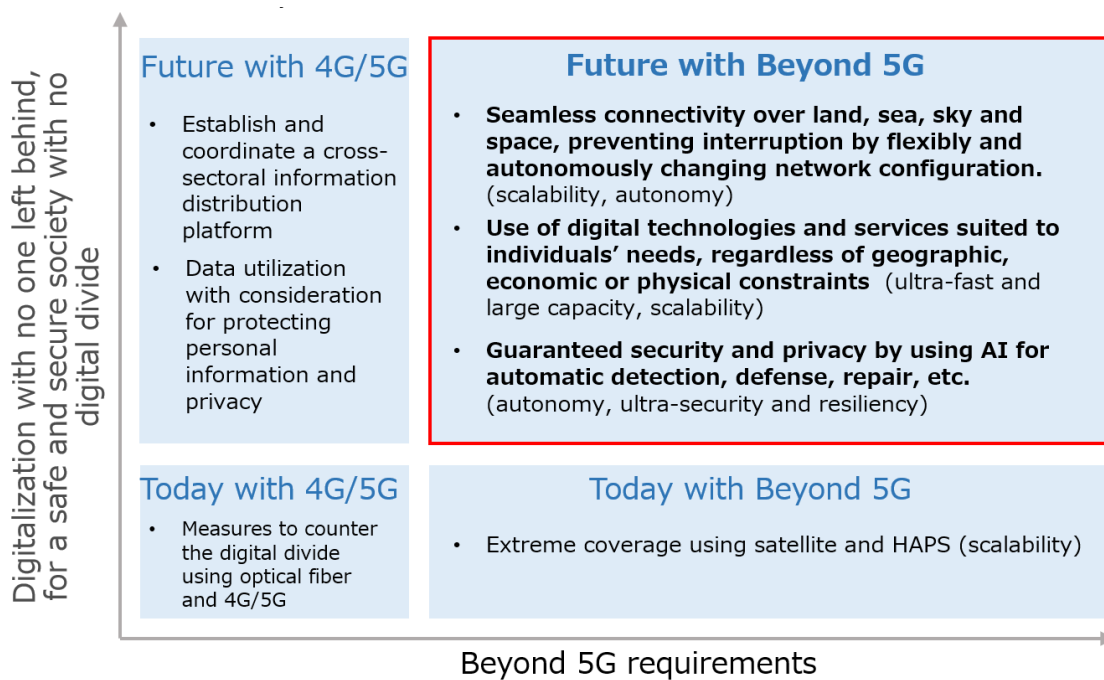 Digitalization with no one left behind,
for a safe and secure society with no
digital divide
Future with 4G/5G
• Establish and
coordinate a cross-
sectoral information
distribution
platform
• Data utilization
with consideration
for protecting
personal
information and
privacy
Future with Beyond 5G
• Seamless connectivity over land, sea, sky and
space, preventing interruption by flexibly and
autonomously changing network configuration.
(scalability, autonomy)
• Use of digital technologies and services suited to
individuals’ needs, regardless of geographic,
economic or physical constraints (ultra-fast and
large capacity, scalability)
• Guaranteed security and privacy by using AI for
automatic detection, defense, repair, etc.
(autonomy, ultra-security and resiliency)
Today with 4G/5G
• Measures to counter
the digital divide
using optical fiber
and 4G/5G
Today with Beyond 5G
• Extreme coverage using satellite and HAPS (scalability)
Beyond 5G requirements